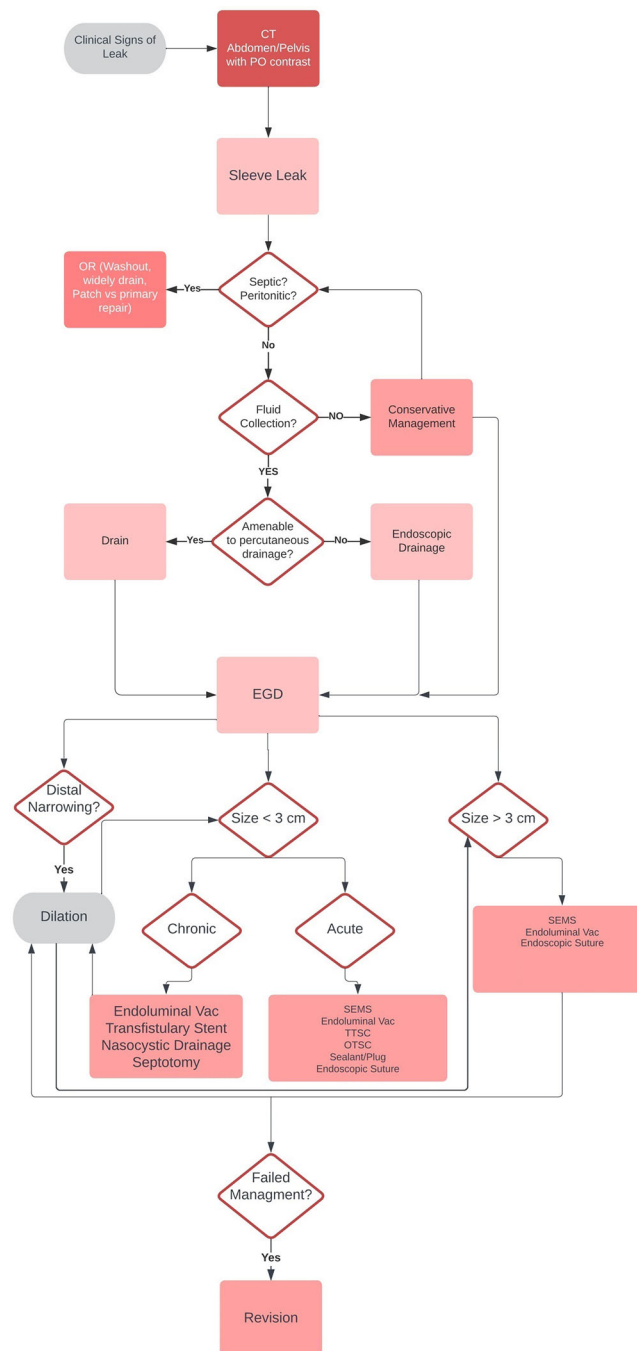 Clinical Signs of
Leak
CT
Abdomen/Pelvis
with PO contrast
Sleeve Leak
OR (Washout,
widely drain,
Patch vs primary
repair)
Yes
Septic?
Peritonitic?
No
Fluid
Collection?
NO
Conservative
Management
YES
Drain
Yes
Amenable
to percutaneous
drainage?
No
Endoscopic
Drainage
EGD
Distal
Narrowing?
Size < 3 cm
Size > 3 cm
Yes
Dilation
Chronic
Acute
SEMS
Endoluminal Vac
Endoscopic Suture
Endoluminal Vac
Transfistulary Stent
Nasocystic Drainage
Septotomy
SEMS
Endoluminal Vac
TTSC
OTSC
Sealant/Plug
Endoscopic Suture
Failed
Managment?
Yes
Revision